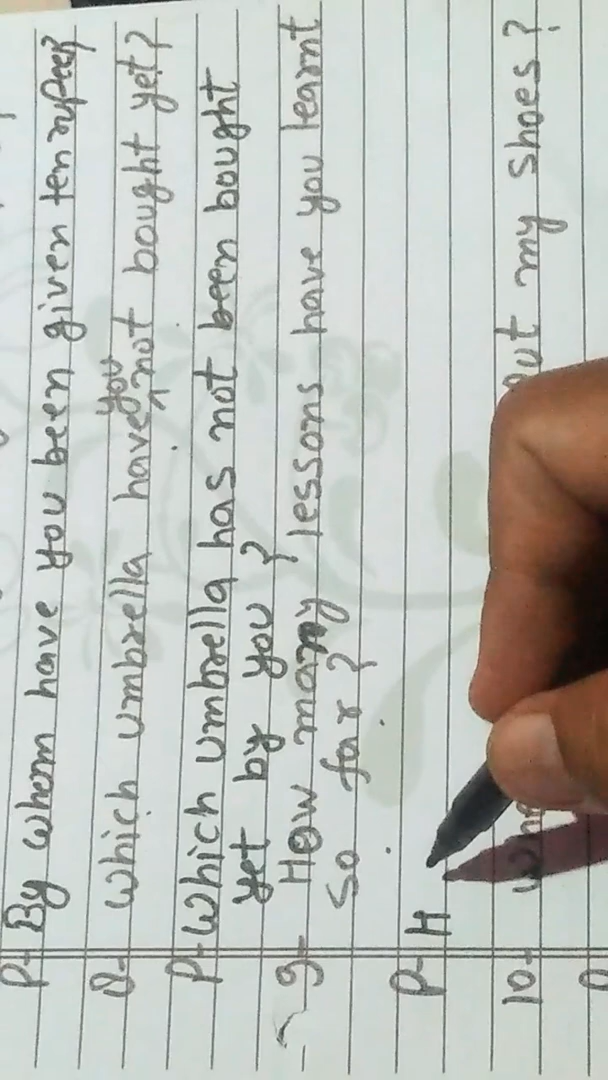 P- By whom have you been given ten rupees?
8- Which umbrella have you not bought yet?
P- Which umbrella has not been bought
yet by you?
9- How many lessons have you learnt
so far?
P- H
10- my shoes?